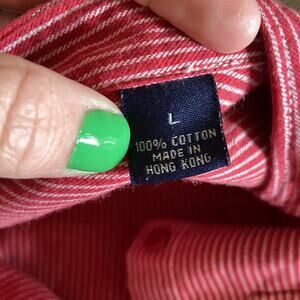 L
100% COTTON
MADE IN
HONG KONG